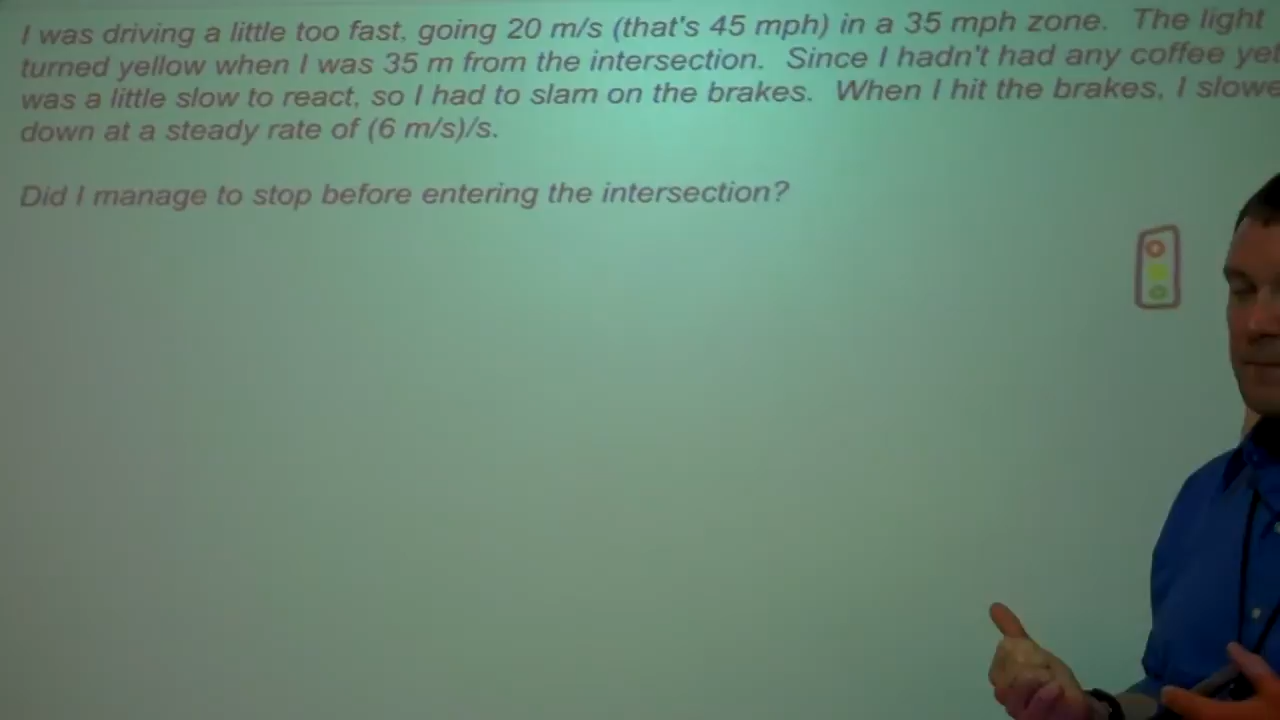 I was driving a little too fast, going 20 m/s (that's 45 mph) in a 35 mph zone. The light
turned yellow when I was 35 m from the intersection. Since I hadn't had any coffee yet
was a little slow to react, so I had to slam on the brakes. When I hit the brakes, I slowe
down at a steady rate of (6 m/s)/s.
Did I manage to stop before entering the intersection?